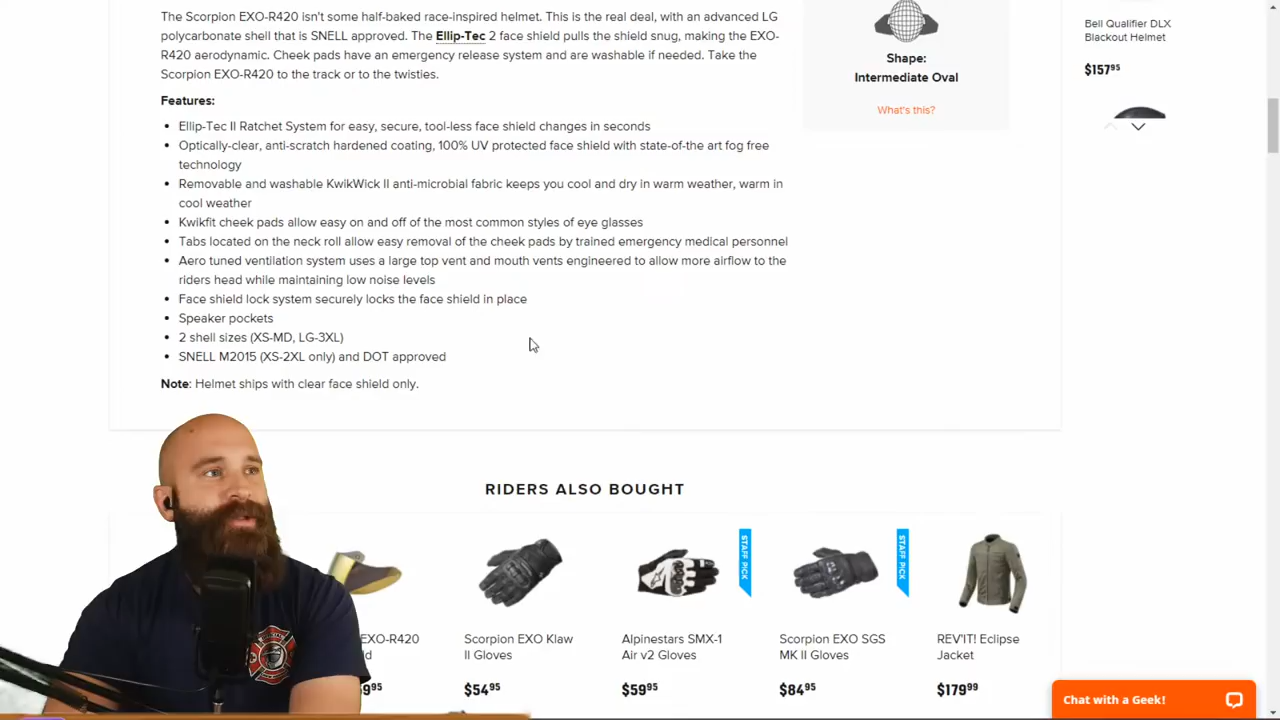 The Scorpion EXO-R420 isn't some half-baked race-inspired helmet. This is the real deal, with an advanced LG
polycarbonate shell that is SNELL approved. The Ellip-Tec 2 face shield pulls the shield snug, making the EXO-
R420 aerodynamic. Cheek pads have an emergency release system and are washable if needed. Take the
Scorpion EXO-R420 to the track or to the twisties.
Features:
• Ellip-Tec II Ratchet System for easy, secure, tool-less face shield changes in seconds
• Optically-clear, anti-scratch hardened coating, 100% UV protected face shield with state-of-the art fog free
technology
• Removable and washable KwikWick II anti-microbial fabric keeps you cool and dry in warm weather, warm in
cool weather
• Kwikfit cheek pads allow easy on and off of the most common styles of eye glasses
• Tabs located on the neck roll allow easy removal of the cheek pads by trained emergency medical personnel
• Aero tuned ventilation system uses a large top vent and mouth vents engineered to allow more airflow to the
riders head while maintaining low noise levels
• Face shield lock system securely locks the face shield in place
• Speaker pockets
• 2 shell sizes (XS-MD, LG-3XL)
• SNELL M2015 (XS-2XL only) and DOT approved
Note: Helmet ships with clear face shield only.
Shape:
Intermediate Oval
What's this?
Bell Qualifier DLX
Blackout Helmet
$157.95
RIDERS ALSO BOUGHT
EXO-R420
9.95
Scorpion EXO Klaw
II Gloves
$54.95
STAFF PICK
Alpinestars SMX-1
Air v2 Gloves
$59.95
STAFF PICK
Scorpion EXO SGS
MK II Gloves
$84.95
REV'IT! Eclipse
Jacket
$179.99
Chat with a Geek!